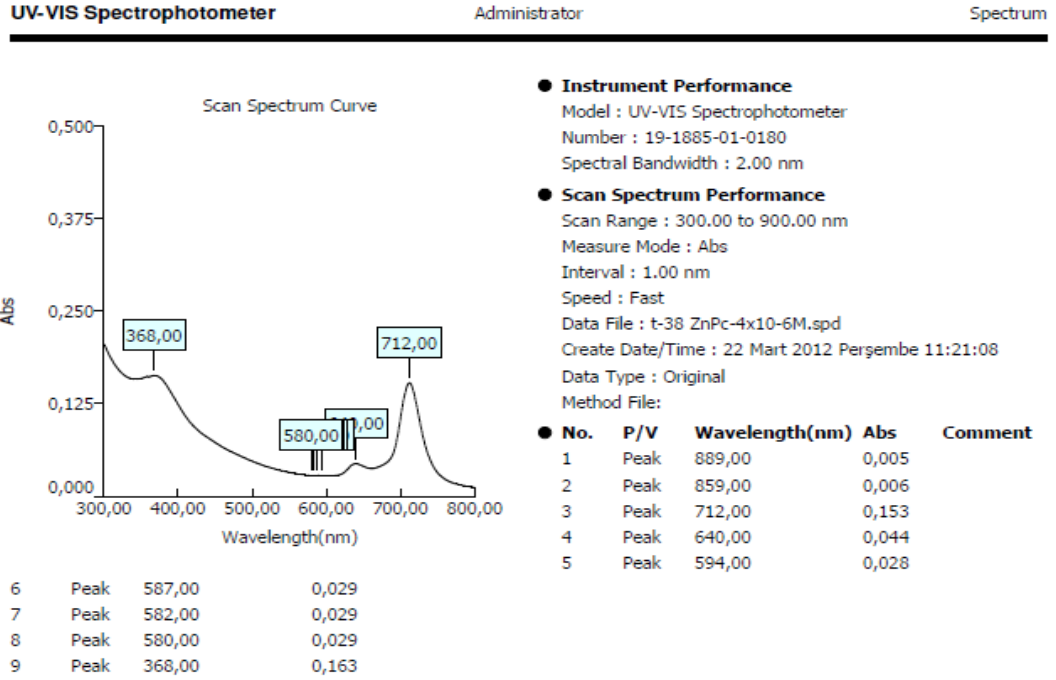 UV-VIS Spectrophotometer Administrator Spectrum
Scan Spectrum Curve
Abs
0,500
0,375
0,250
0,125
0,000
368,00
580,00
,00
712,00
300,00 400,00 500,00 600,00 700,00 800,00
Wavelength(nm)
● Instrument Performance
Model : UV-VIS Spectrophotometer
Number : 19-1885-01-0180
Spectral Bandwidth : 2.00 nm
● Scan Spectrum Performance
Scan Range : 300.00 to 900.00 nm
Measure Mode : Abs
Interval : 1.00 nm
Speed : Fast
Data File : t-38 ZnPc-4x10-6M.spd
Create Date/Time : 22 Mart 2012 Perşembe 11:21:08
Data Type : Original
Method File:
● No. P/V Wavelength(nm) Abs Comment
1 Peak 889,00 0,005
2 Peak 859,00 0,006
3 Peak 712,00 0,153
4 Peak 640,00 0,044
5 Peak 594,00 0,028
6 Peak 587,00 0,029
7 Peak 582,00 0,029
8 Peak 580,00 0,029
9 Peak 368,00 0,163